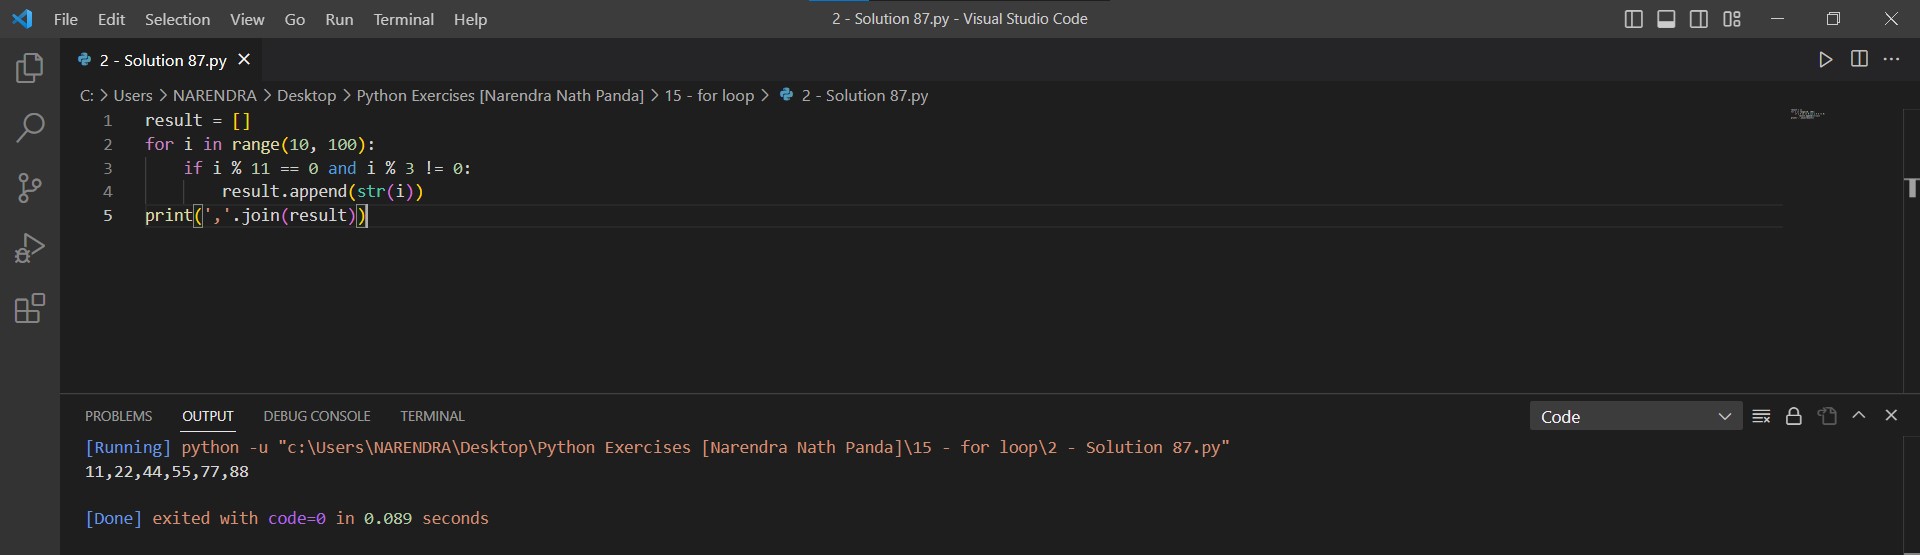 File Edit Selection View Go Run Terminal Help 2 - Solution 87.py - Visual Studio Code
2 - Solution 87.py
C: > Users > NARENDRA > Desktop > Python Exercises [Narendra Nath Panda] > 15 - for loop > 2 - Solution 87.py
1 result = []
2 for i in range(10, 100):
3     if i % 11 == 0 and i % 3 != 0:
4         result.append(str(i))
5 print(','.join(result))
PROBLEMS OUTPUT DEBUG CONSOLE TERMINAL Code
[Running] python -u "c:\Users\NARENDRA\Desktop\Python Exercises [Narendra Nath Panda]\15 - for loop\2 - Solution 87.py"
11,22,44,55,77,88
[Done] exited with code=0 in 0.089 seconds